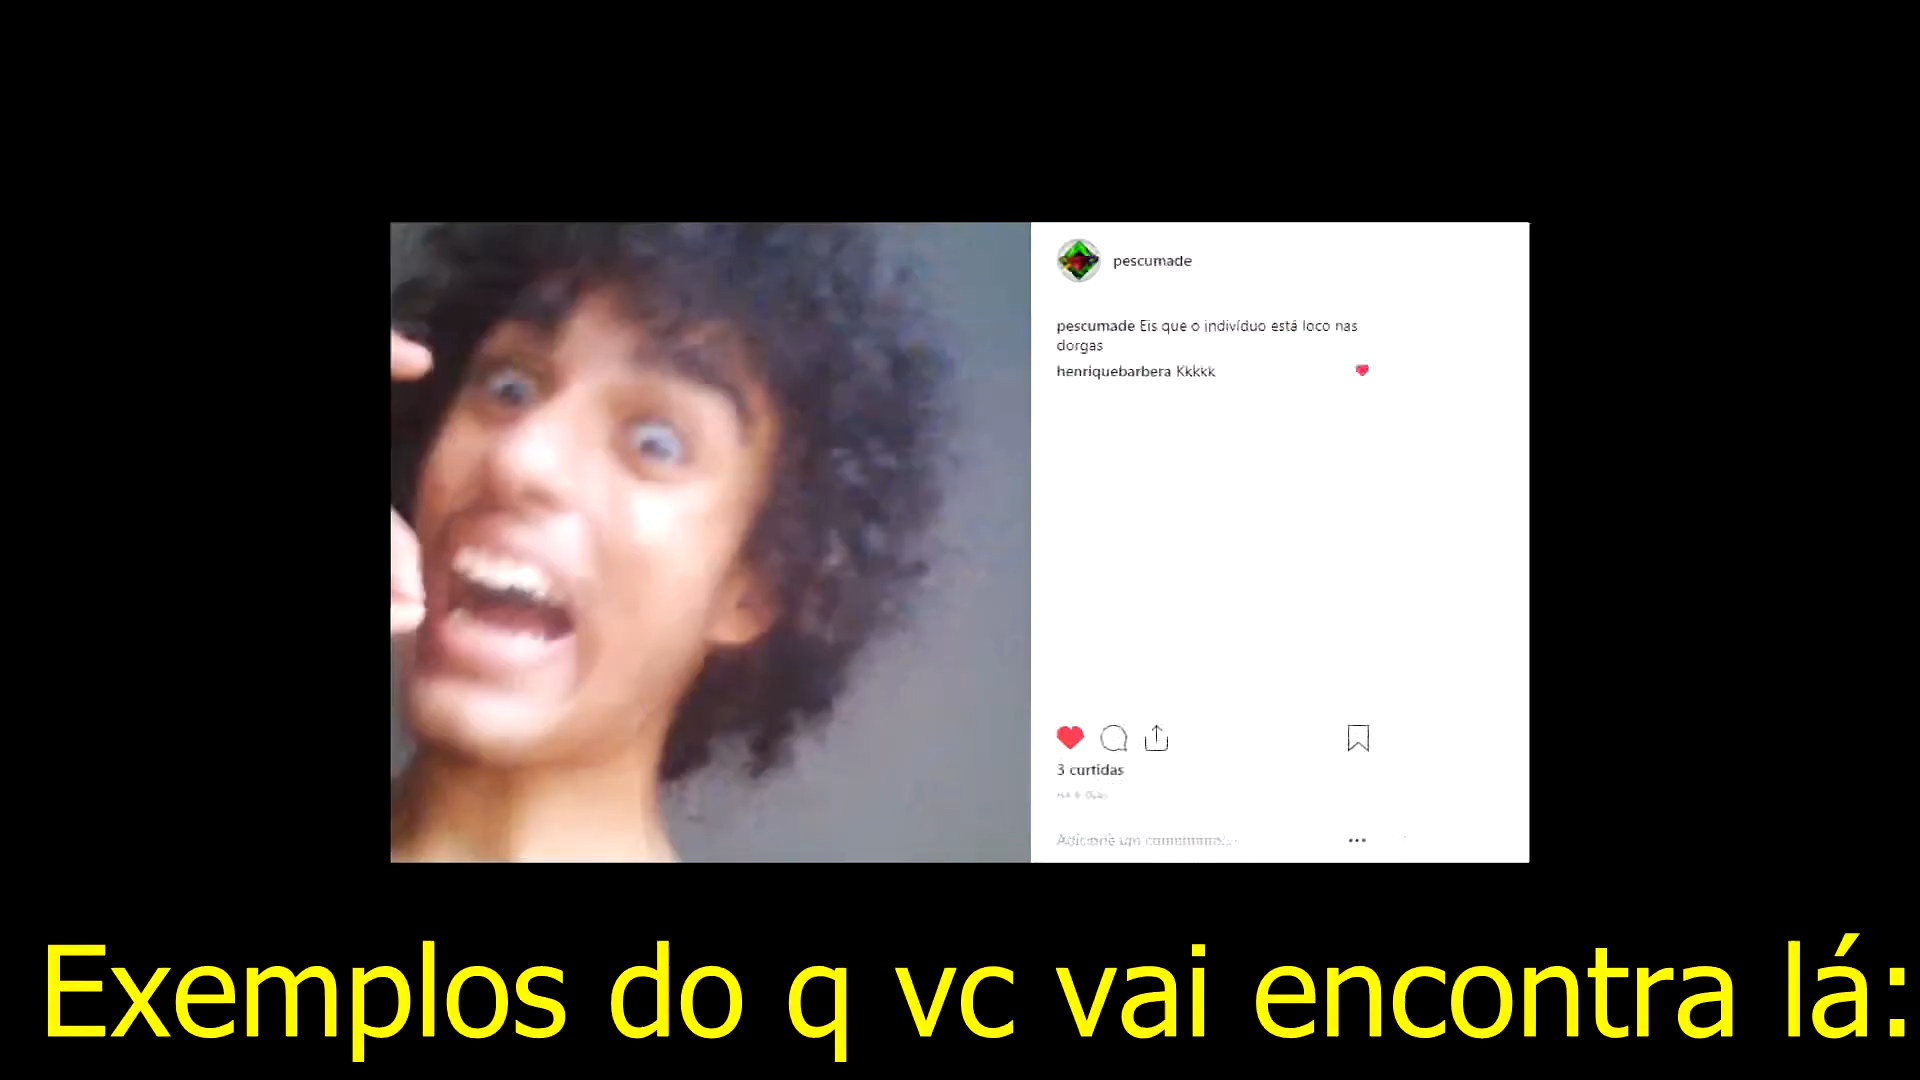 pescumade
pescumade Eis que o indivíduo está loco nas
dorgas
henriquebarbera Kkkkk
3 curtidas
Exemplos do q vc vai encontra lá: